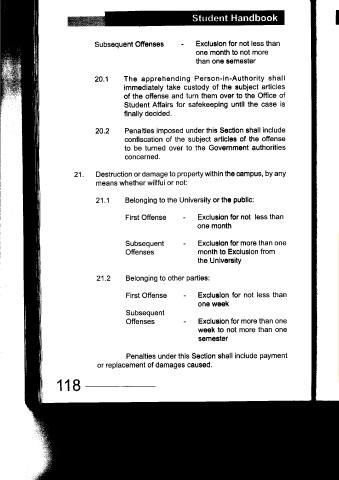 Student Handbook
Subsequent Offenses - Exclusion for not less than
one month to not more
than one semester
20.1 The apprehending Person-in-Authority shall
immediately take custody of the subject articles
of the offense and turn them over to the Office of
Student Affairs for safekeeping until the case is
finally decided.
20.2 Penalties imposed under this Section shall include
confiscation of the subject articles of the offense
to be turned over to the Government authorities
concerned.
21. Destruction or damage to property within the campus, by any
means whether willful or not:
21.1 Belonging to the University or the public:
First Offense - Exclusion for not less than
one month
Subsequent - Exclusion for more than one
Offenses month to Exclusion from
the University
21.2 Belonging to other parties:
First Offense - Exclusion for not less than
one week
Subsequent
Offenses - Exclusion for more than one
week to not more than one
semester
Penalties under this Section shall include payment
or replacement of damages caused.
118